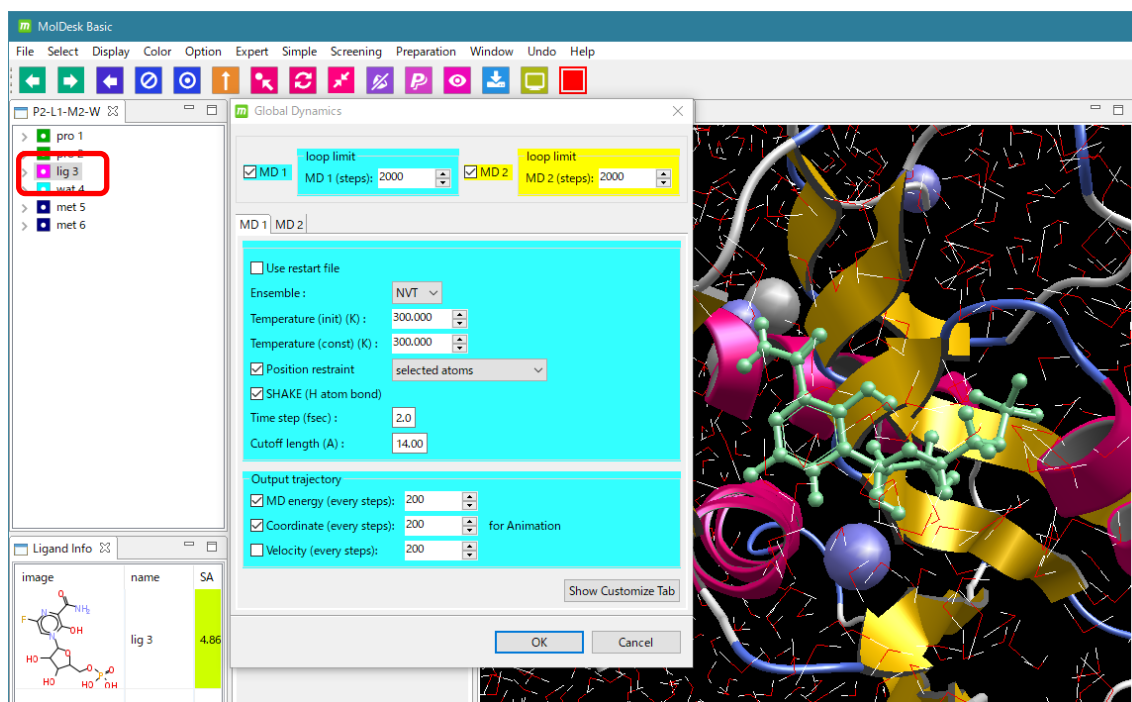 MolDesk Basic
File Select Display Color Option Expert Simple Screening Preparation Window Undo Help
P2-L1-M2-W
pro 1
pro 2
lig 3
wat 4
met 5
met 6
Global Dynamics
loop limit
MD 1
MD 1 (steps): 2000
loop limit
MD 2
MD 2 (steps): 2000
MD 1 MD 2
Use restart file
Ensemble : NVT
Temperature (init) (K) : 300.000
Temperature (const) (K) : 300.000
Position restraint selected atoms
SHAKE (H atom bond)
Time step (fsec) : 2.0
Cutoff length (A) : 14.00
Output trajectory
MD energy (every steps): 200
Coordinate (every steps): 200 for Animation
Velocity (every steps): 200
Show Customize Tab
OK Cancel
Ligand Info
image name SA
O
N NH₂
F
OH
N
O
HO
HO
O
P O
HO OH
lig 3
4.86